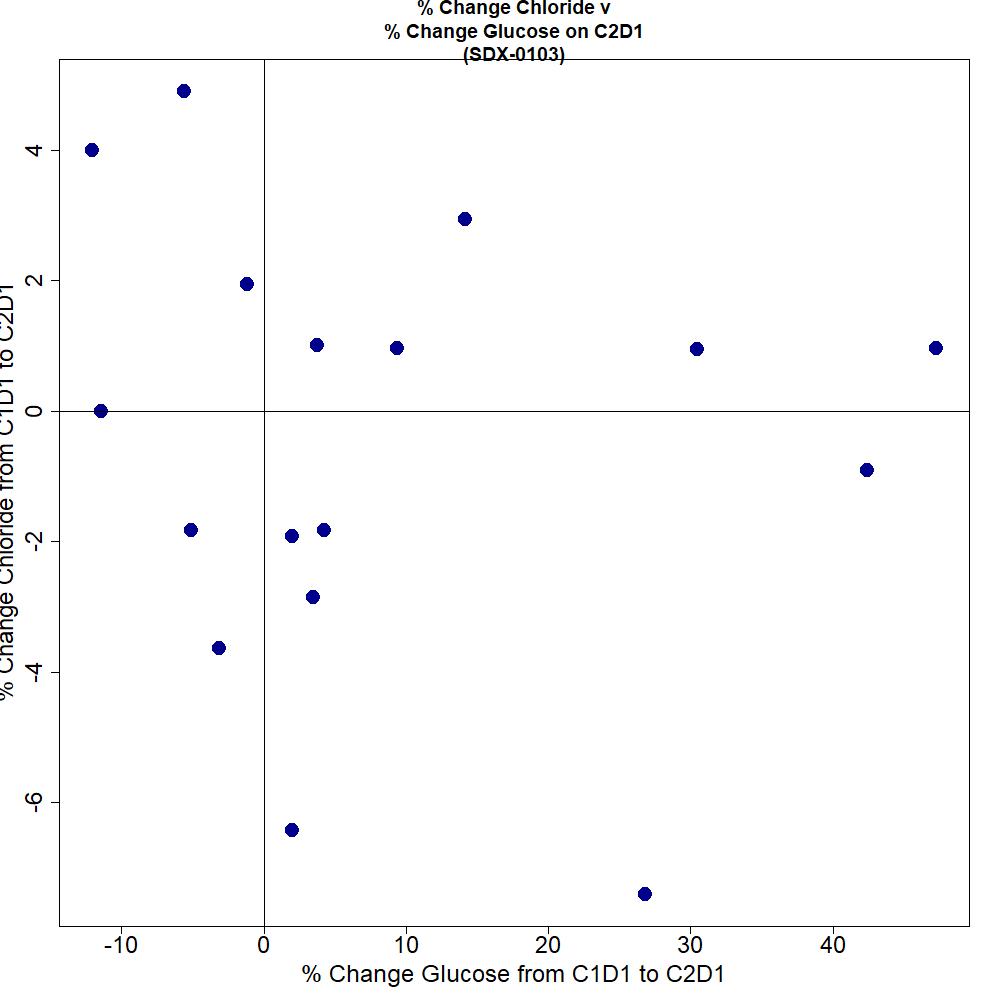 % Change Chloride v
% Change Glucose on C2D1
(SDX-0103)
% Change Chloride from C1D1 to C2D1
4
2
0
-2
-4
-6
-10
0
10
20
30
40
% Change Glucose from C1D1 to C2D1